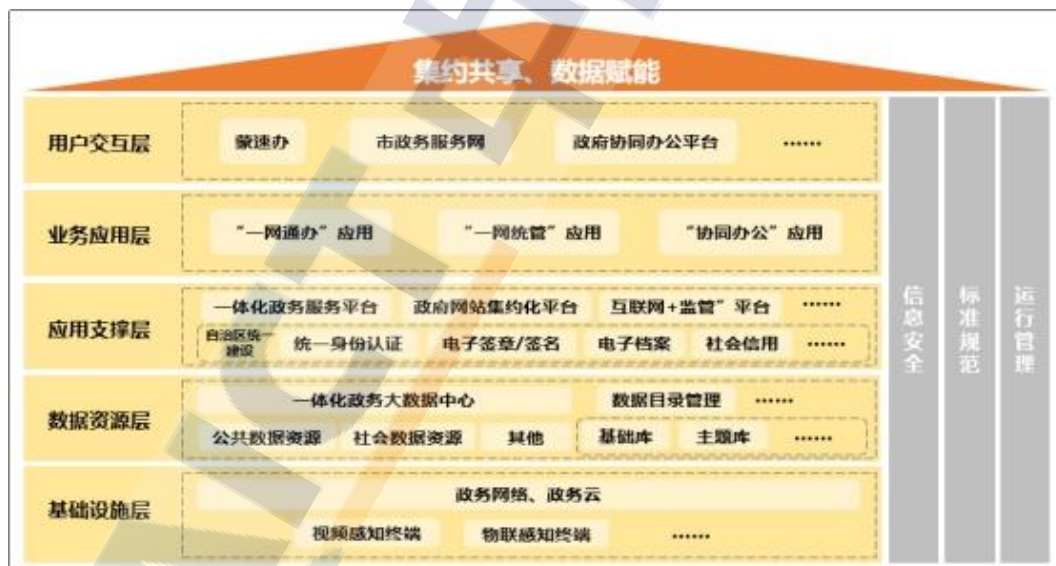 集约共享、数据赋能
用户交互层
蒙速办 市政务服务网 政府协同办公平台 ......
业务应用层
“一网通办”应用 “一网统管”应用 “协同办公”应用
应用支撑层
一体化政务服务平台 政府网站集约化平台 互联网+监管”平台 ......
自治区统一
建设
统一身份认证 电子签章/签名 电子档案 社会信用 ......
数据资源层
一体化政务大数据中心 数据目录管理 ......
公共数据资源 社会数据资源 其他 基础库 主题库 ......
基础设施层
政务网络、政务云
视频感知终端 物联感知终端 ......
信息安全
标准规范
运行管理